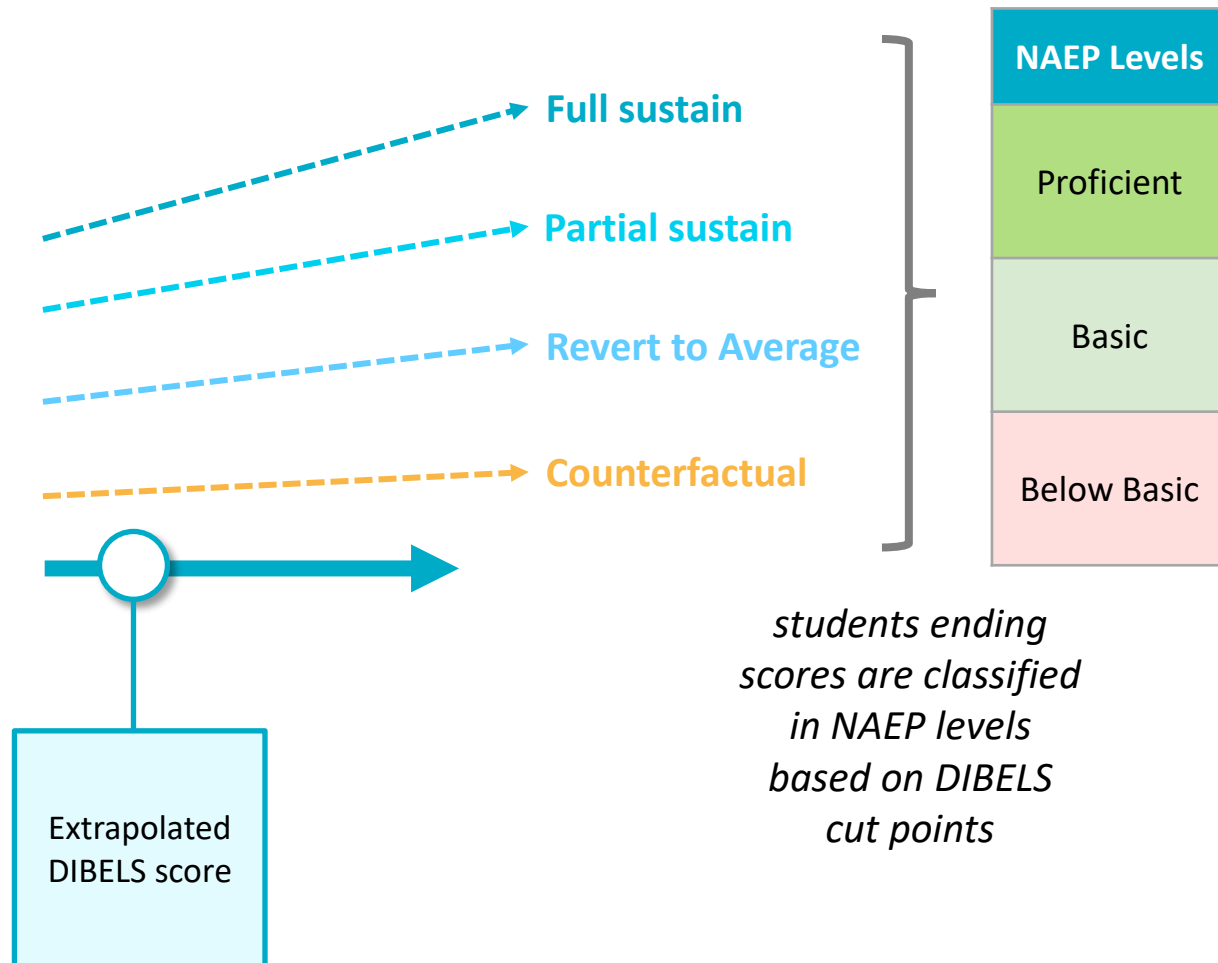 NAEP Levels
Full sustain
Proficient
Partial sustain
Basic
Revert to Average
Counterfactual
Below Basic
students ending
scores are classified
in NAEP levels
based on DIBELS
cut points
Extrapolated
DIBELS score